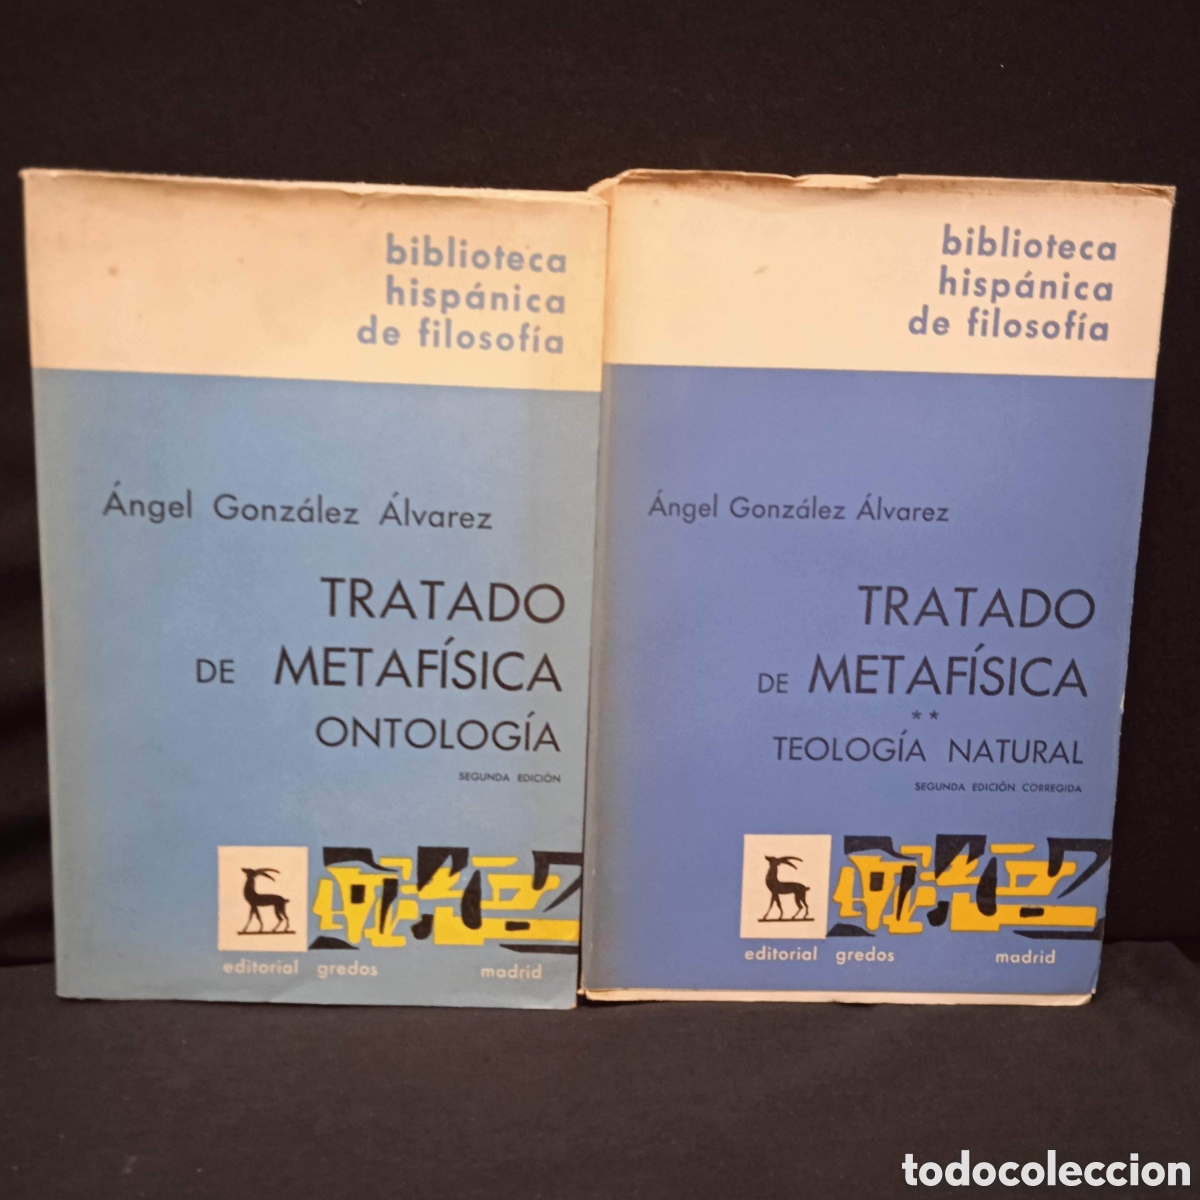 biblioteca
hispánica
de filosofía
Ángel González Álvarez
TRATADO
DE METAFÍSICA
ONTOLOGÍA
SEGUNDA EDICIÓN
editorial gredos madrid
biblioteca
hispánica
de filosofía
Ángel González Álvarez
TRATADO
DE METAFÍSICA
**
TEOLOGÍA NATURAL
SEGUNDA EDICIÓN CORREGIDA
editorial gredos madrid
todocoleccion